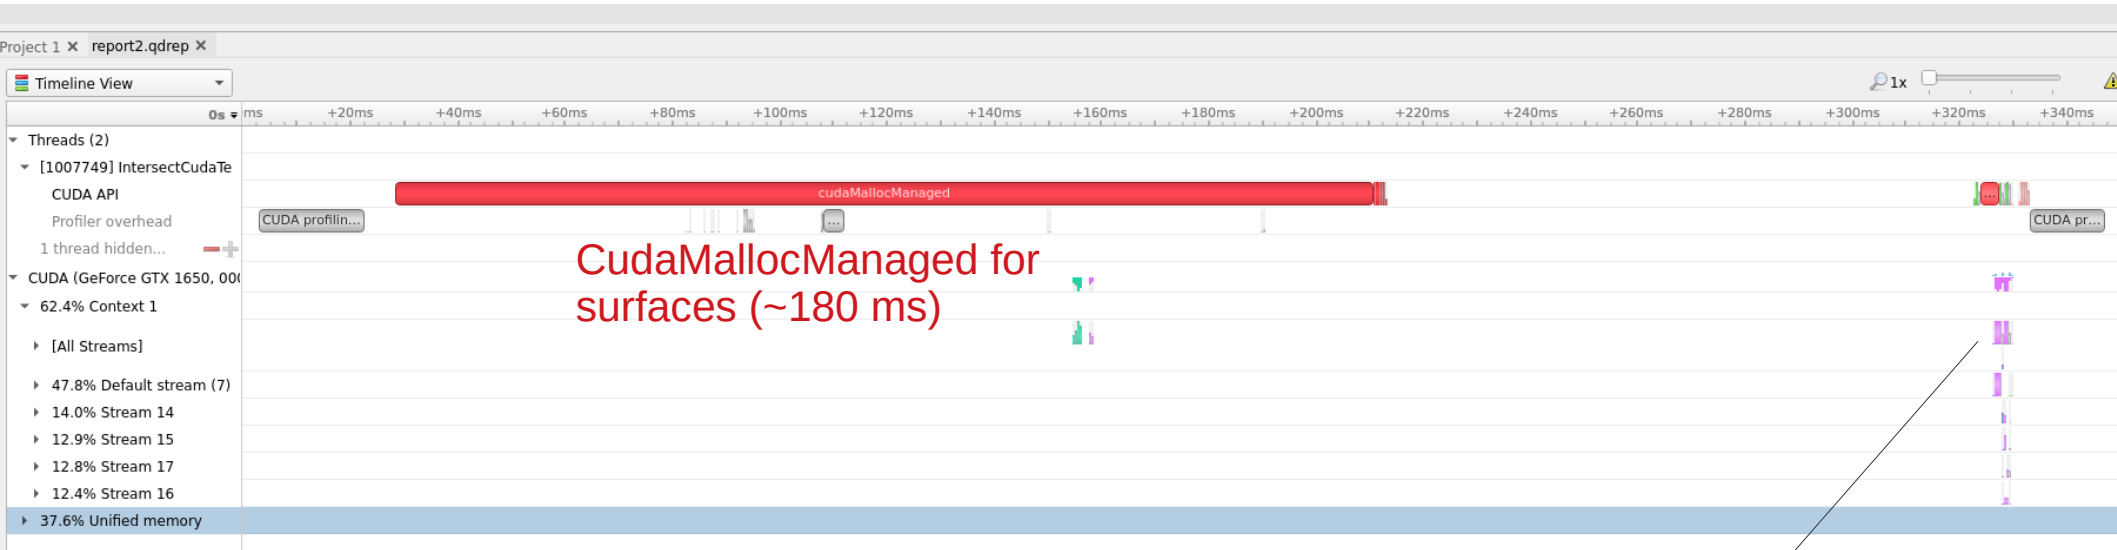 Project 1 ✕ report2.qdrep ✕
Timeline View
1x
0s
ms +20ms +40ms +60ms +80ms +100ms +120ms +140ms +160ms +180ms +200ms +220ms +240ms +260ms +280ms +300ms +320ms +340ms
Threads (2)
[1007749] IntersectCudaTe
CUDA API
cudaMallocManaged
...
Profiler overhead
CUDA profilin...
...
CUDA pr...
1 thread hidden...
CudaMallocManaged for
surfaces (~180 ms)
CUDA (GeForce GTX 1650, 00
62.4% Context 1
[All Streams]
47.8% Default stream (7)
14.0% Stream 14
12.9% Stream 15
12.8% Stream 17
12.4% Stream 16
37.6% Unified memory